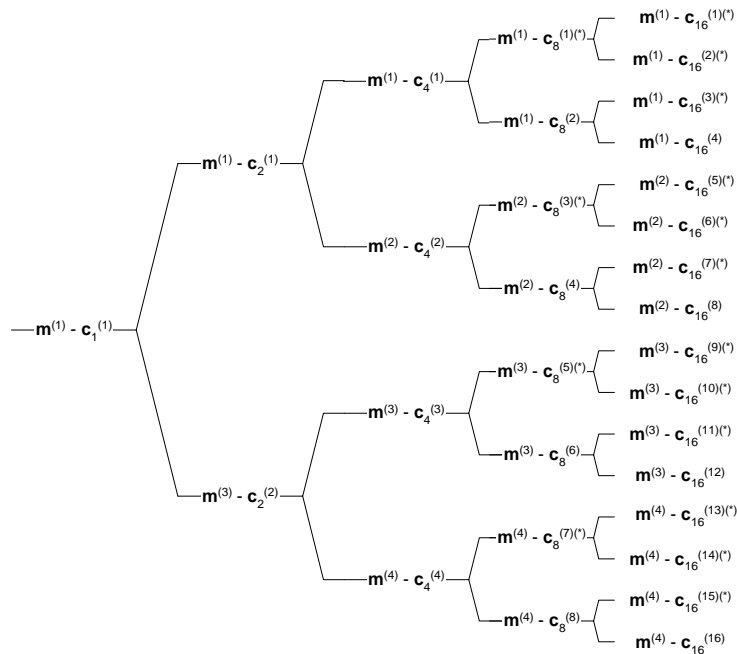 m⁽¹⁾ - c₁⁽¹⁾
m⁽¹⁾ - c₂⁽¹⁾
m⁽³⁾ - c₂⁽²⁾
m⁽¹⁾ - c₄⁽¹⁾
m⁽²⁾ - c₄⁽²⁾
m⁽³⁾ - c₄⁽³⁾
m⁽⁴⁾ - c₄⁽⁴⁾
m⁽¹⁾ - c₈⁽¹⁾⁽*⁾
m⁽¹⁾ - c₈⁽²⁾
m⁽²⁾ - c₈⁽³⁾⁽*⁾
m⁽²⁾ - c₈⁽⁴⁾
m⁽³⁾ - c₈⁽⁵⁾⁽*⁾
m⁽³⁾ - c₈⁽⁶⁾
m⁽⁴⁾ - c₈⁽⁷⁾⁽*⁾
m⁽⁴⁾ - c₈⁽⁸⁾
m⁽¹⁾ - c₁₆⁽¹⁾⁽*⁾
m⁽¹⁾ - c₁₆⁽²⁾⁽*⁾
m⁽¹⁾ - c₁₆⁽³⁾⁽*⁾
m⁽¹⁾ - c₁₆⁽⁴⁾
m⁽²⁾ - c₁₆⁽⁵⁾⁽*⁾
m⁽²⁾ - c₁₆⁽⁶⁾⁽*⁾
m⁽²⁾ - c₁₆⁽⁷⁾⁽*⁾
m⁽²⁾ - c₁₆⁽⁸⁾
m⁽³⁾ - c₁₆⁽⁹⁾⁽*⁾
m⁽³⁾ - c₁₆⁽¹⁰⁾⁽*⁾
m⁽³⁾ - c₁₆⁽¹¹⁾⁽*⁾
m⁽³⁾ - c₁₆⁽¹²⁾
m⁽⁴⁾ - c₁₆⁽¹³⁾⁽*⁾
m⁽⁴⁾ - c₁₆⁽¹⁴⁾⁽*⁾
m⁽⁴⁾ - c₁₆⁽¹⁵⁾⁽*⁾
m⁽⁴⁾ - c₁₆⁽¹⁶⁾